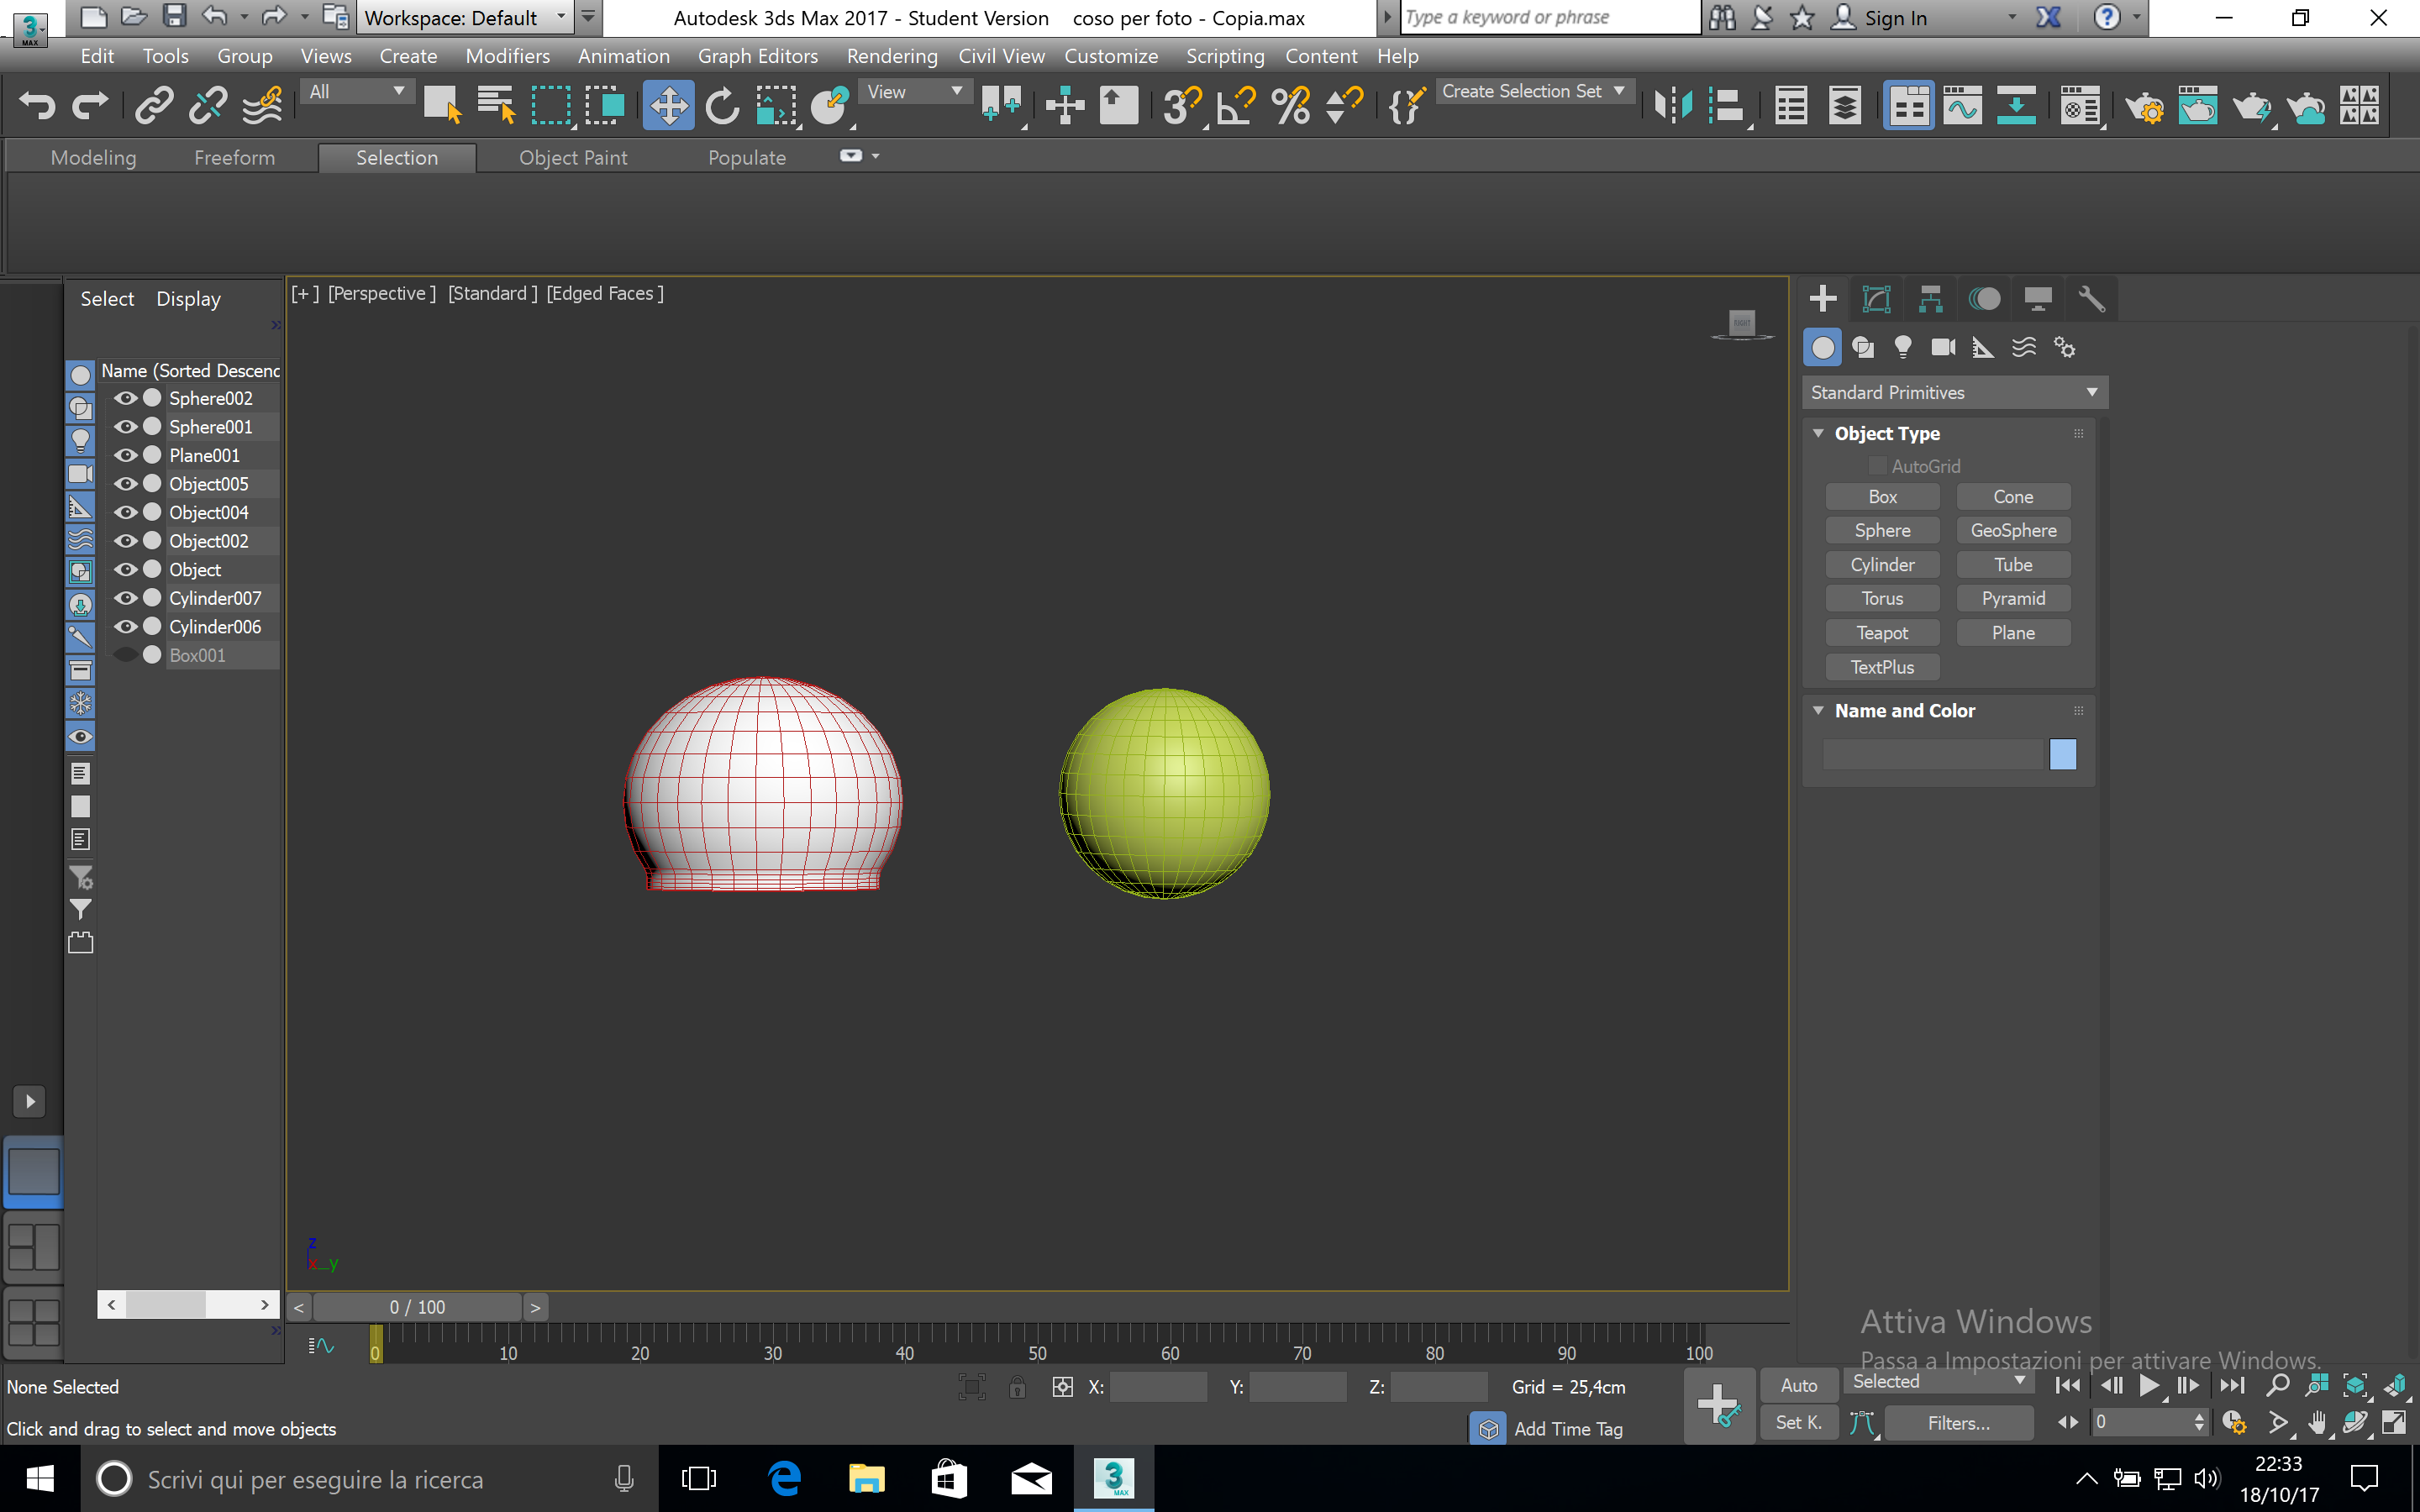 Workspace: Default
Autodesk 3ds Max 2017 - Student Version coso per foto - Copia.max
Type a keyword or phrase
Sign In
MAX
Edit Tools Group Views Create Modifiers Animation Graph Editors Rendering Civil View Customize Scripting Content Help
All
View
Create Selection Set
Modeling Freeform Selection Object Paint Populate
Select Display
[+] [Perspective] [Standard] [Edged Faces]
RIGHT
Name (Sorted Descenc
Sphere002
Sphere001
Plane001
Object005
Object004
Object002
Object
Cylinder007
Cylinder006
Box001
Standard Primitives
Object Type
AutoGrid
Box Cone
Sphere GeoSphere
Cylinder Tube
Torus Pyramid
Teapot Plane
TextPlus
Name and Color
z
x y
< 0 / 100 >
0 10 20 30 40 50 60 70 80 90 100
Attiva Windows
Passa a Impostazioni per attivare Windows.
None Selected
X: Y: Z: Grid = 25,4cm
Auto Selected
Click and drag to select and move objects
Add Time Tag
Set K. Filters... 0
Scrivi qui per eseguire la ricerca
3
MAX
22:33
18/10/17